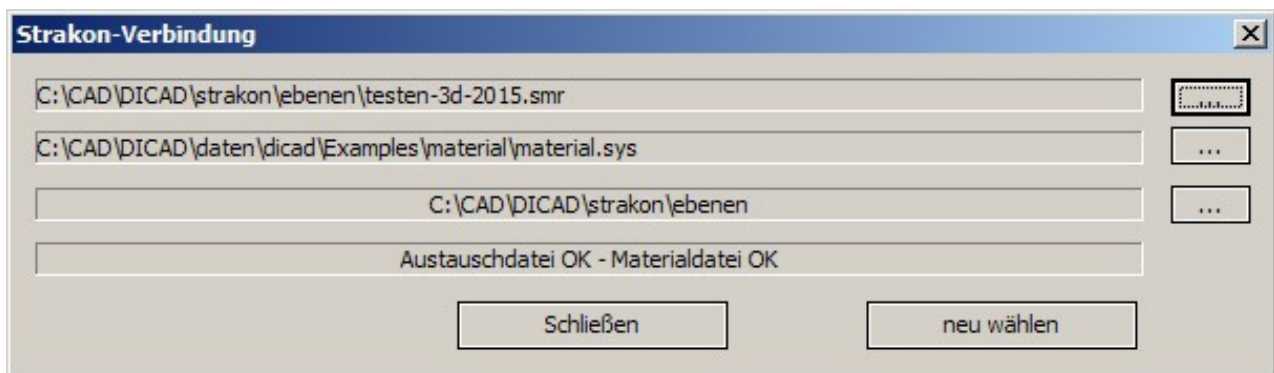 Strakon-Verbindung
C:\CAD\DICAD\strakon\ebenen\testen-3d-2015.smr
...
C:\CAD\DICAD\daten\dicad\Examples\material\material.sys
...
C:\CAD\DICAD\strakon\ebenen
...
Austauschdatei OK - Materialdatei OK
Schließen
neu wählen